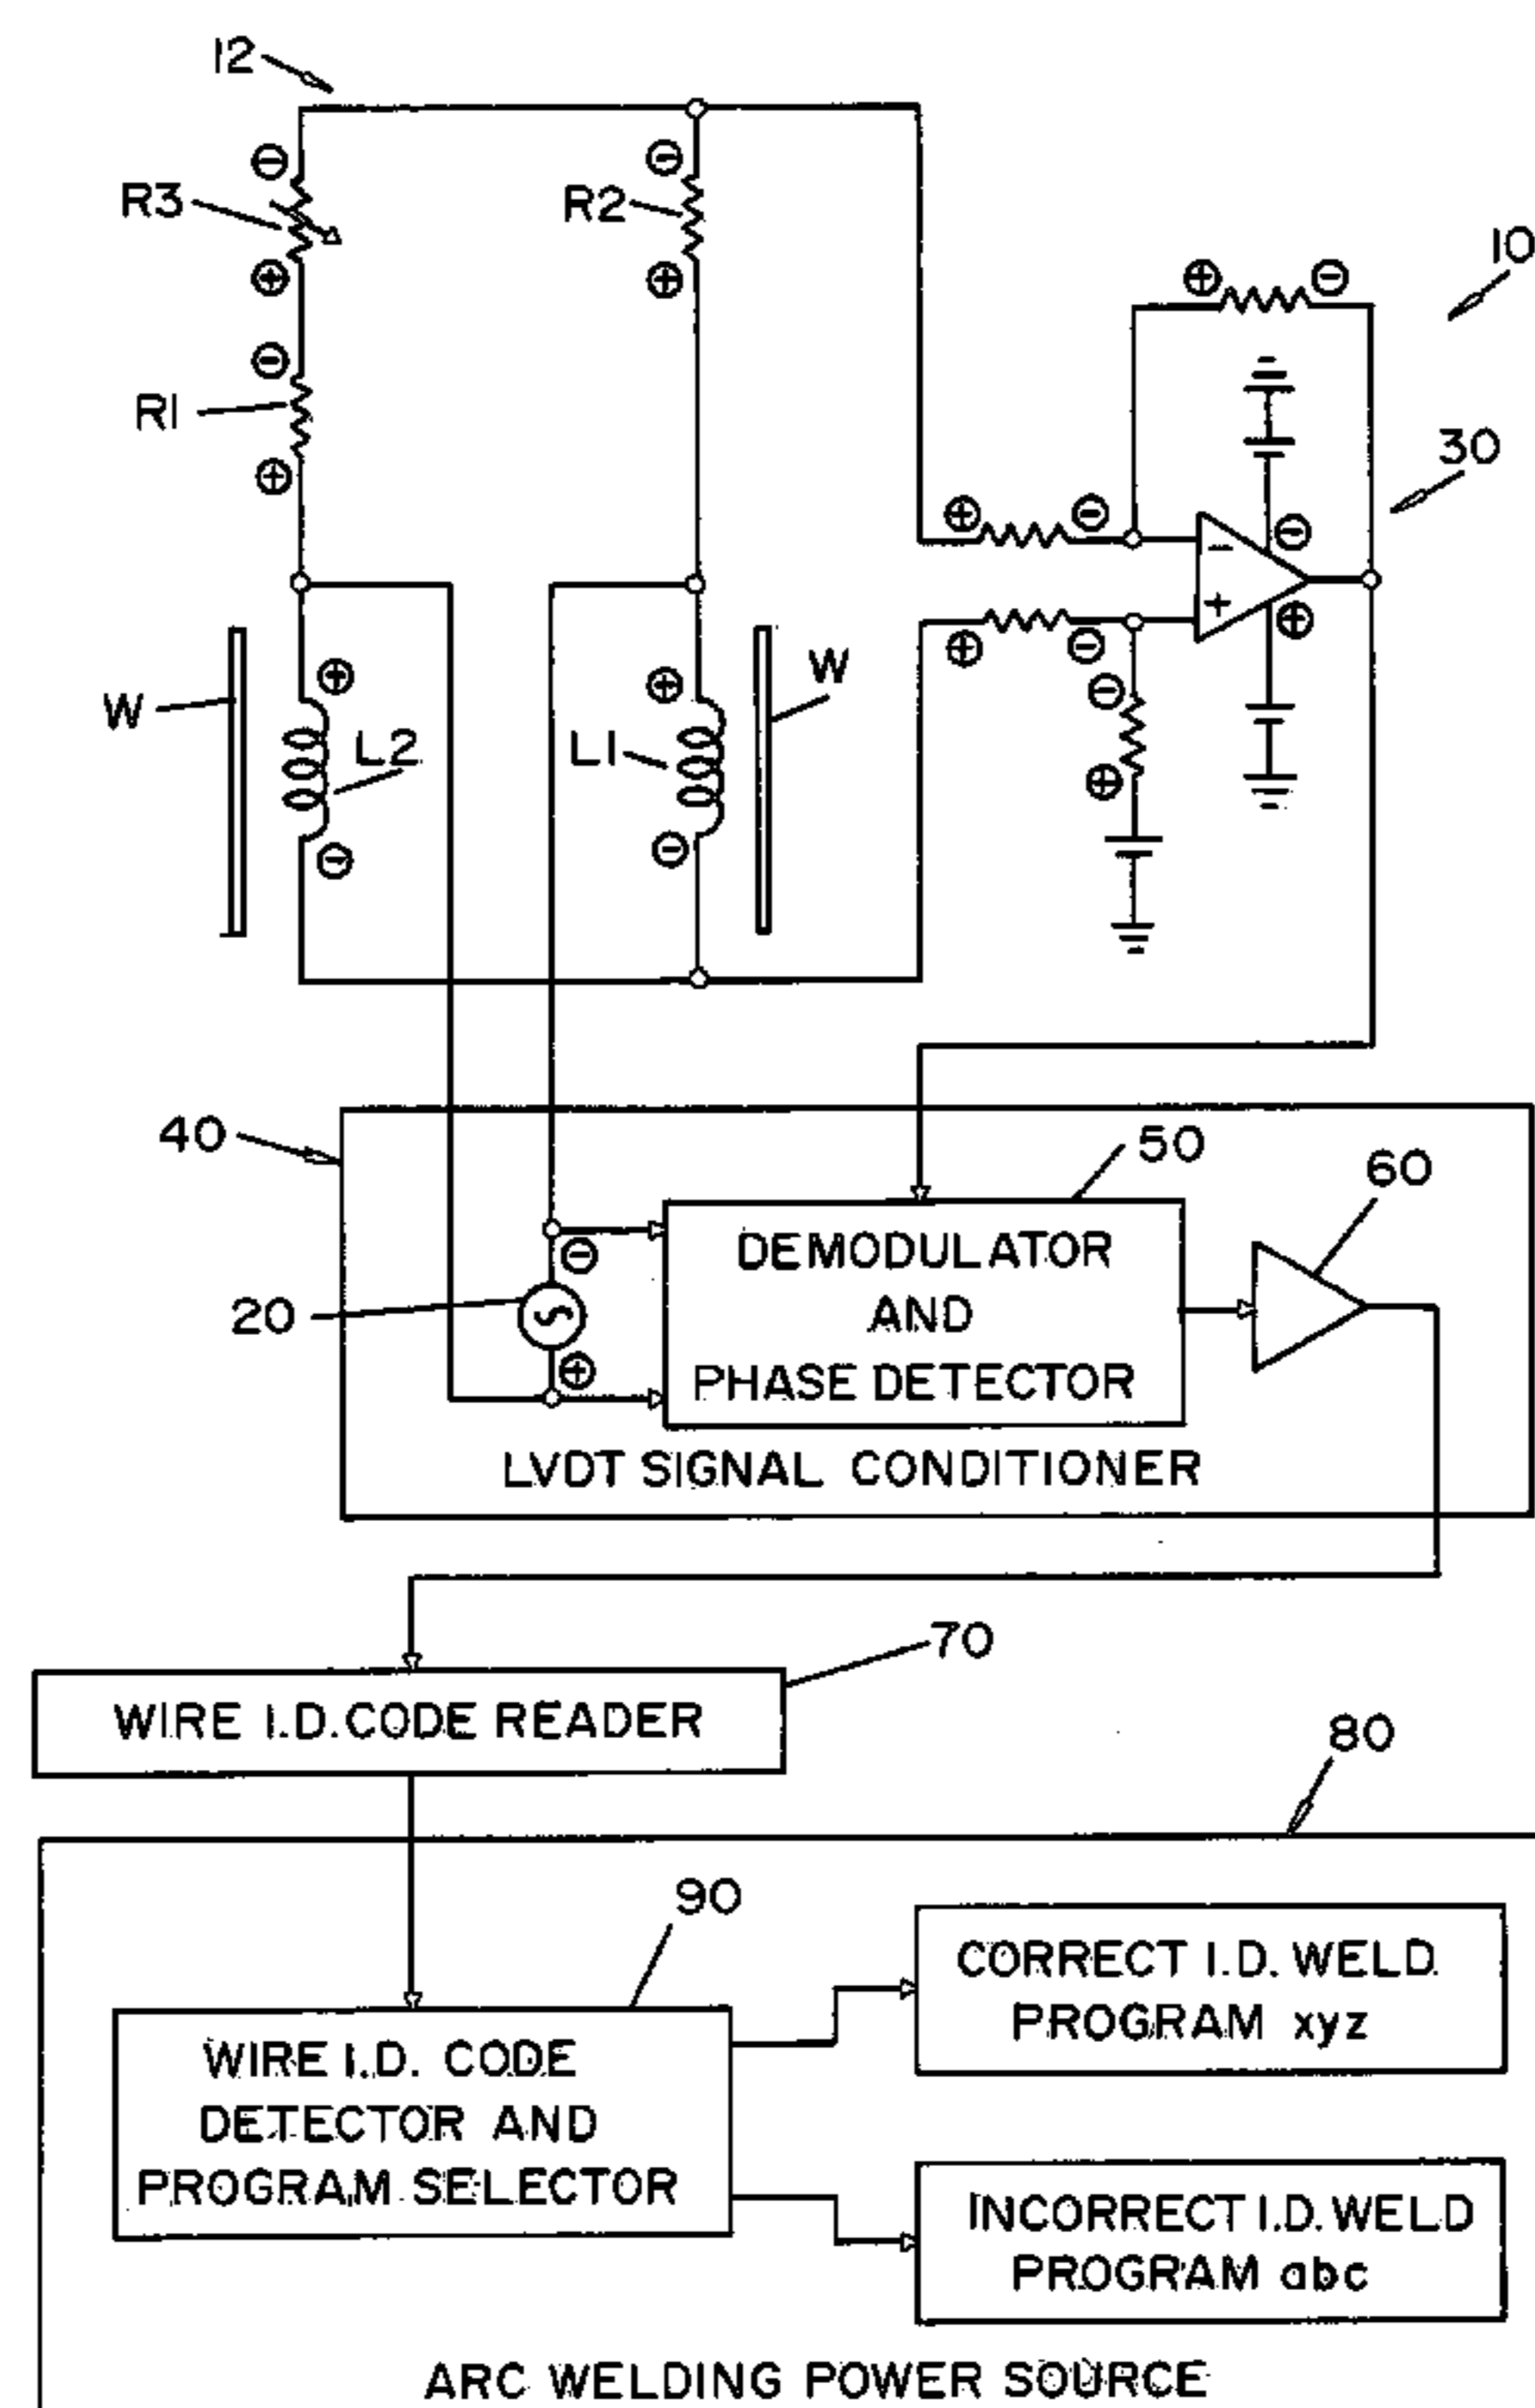 12
R3
R2
10
R1
30
W
L2
L1
W
40
50
60
DEMODULATOR
AND
PHASE DETECTOR
20
LVDT SIGNAL CONDITIONER
70
WIRE I.D. CODE READER
80
90
CORRECT I.D. WELD
PROGRAM xyz
WIRE I.D. CODE
DETECTOR AND
PROGRAM SELECTOR
INCORRECT I.D. WELD
PROGRAM abc
ARC WELDING POWER SOURCE